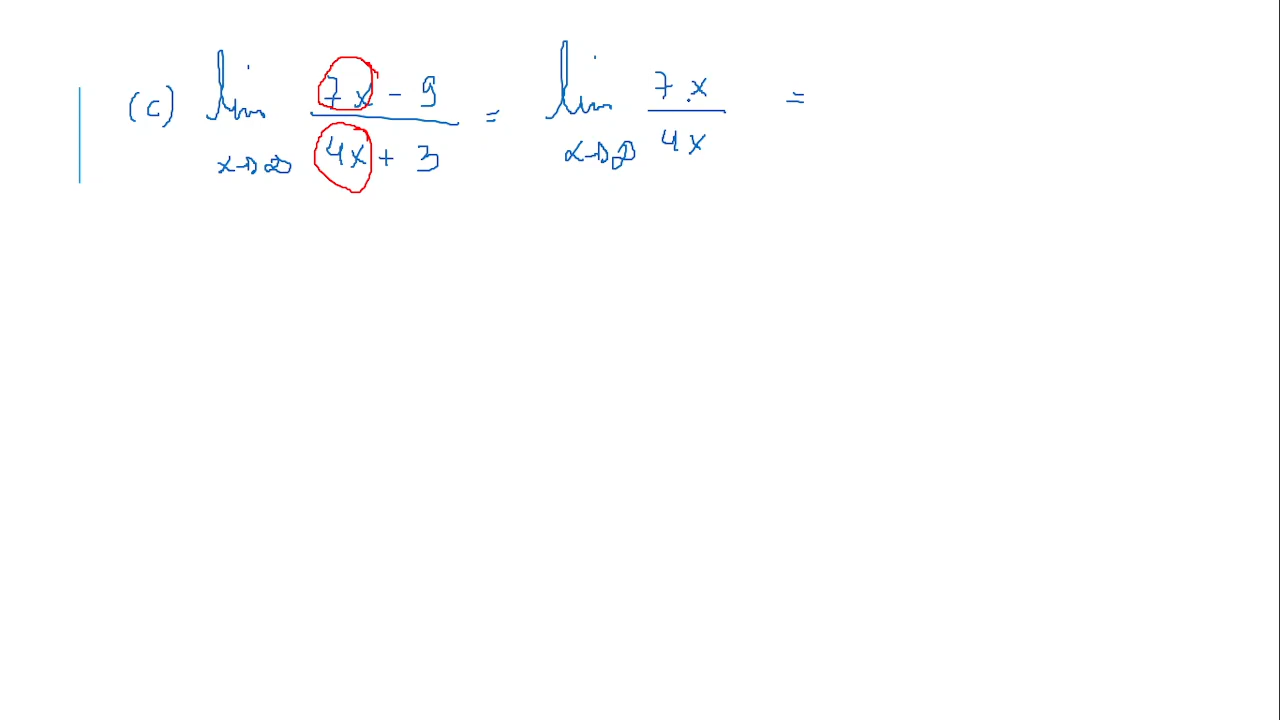 (c) lim x→∞ (7x - 9)/(4x + 3) = lim x→∞ 7x/4x =